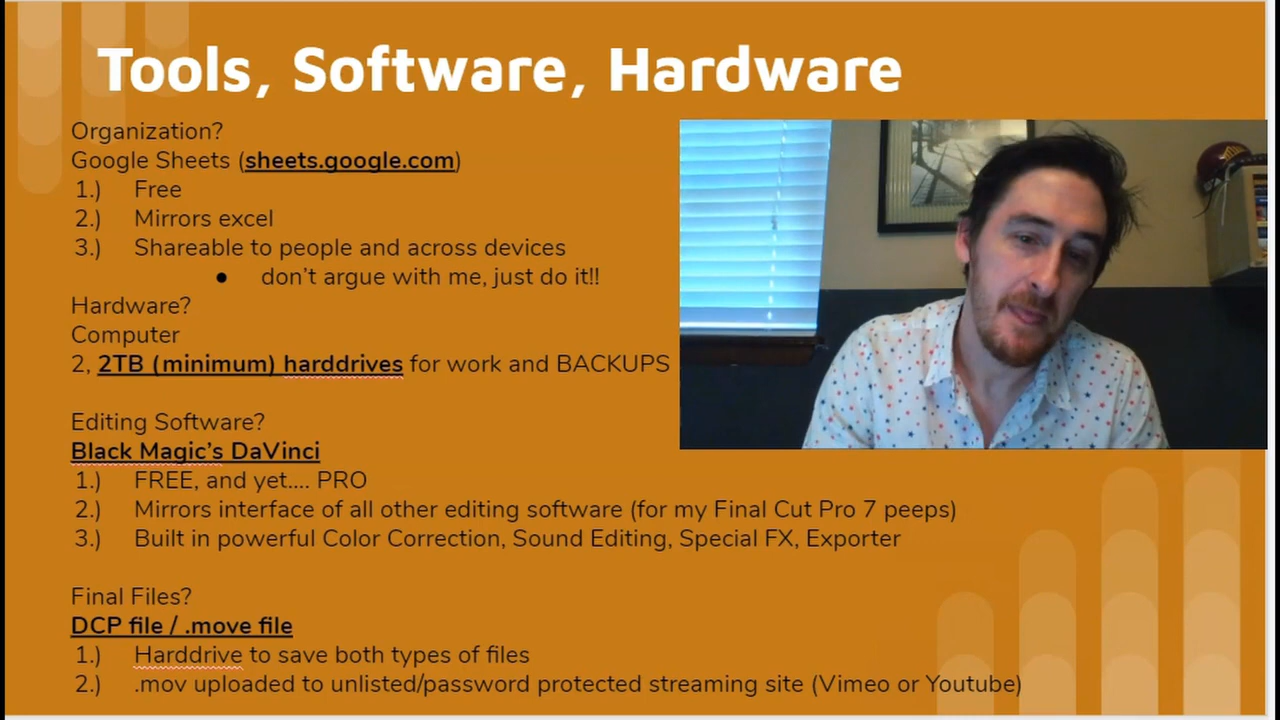 Tools, Software, Hardware
Organization?
Google Sheets (sheets.google.com)
1.) Free
2.) Mirrors excel
3.) Shareable to people and across devices
● don't argue with me, just do it!!
Hardware?
Computer
2, 2TB (minimum) harddrives for work and BACKUPS
Editing Software?
Black Magic's DaVinci
1.) FREE, and yet.... PRO
2.) Mirrors interface of all other editing software (for my Final Cut Pro 7 peeps)
3.) Built in powerful Color Correction, Sound Editing, Special FX, Exporter
Final Files?
DCP file / .move file
1.) Harddrive to save both types of files
2.) .mov uploaded to unlisted/password protected streaming site (Vimeo or Youtube)